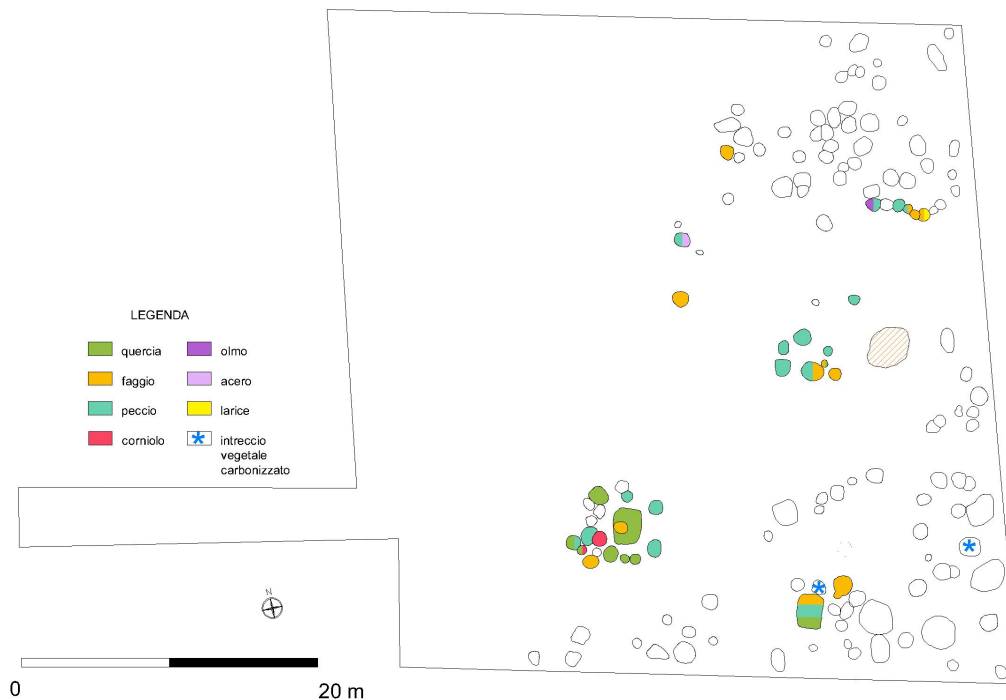 LEGENDA
quercia
olmo
faggio
acero
peccio
larice
corniolo
intreccio
vegetale
carbonizzato
N
0
20 m